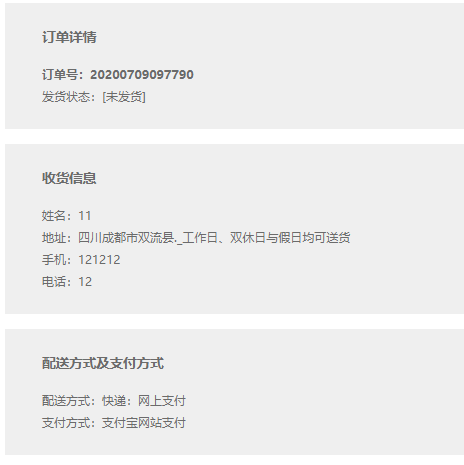 订单详情
订单号：20200709097790
发货状态：[未发货]
收货信息
姓名：11
地址：四川成都市双流县._工作日、双休日与假日均可送货
手机：121212
电话：12
配送方式及支付方式
配送方式：快递：网上支付
支付方式：支付宝网站支付